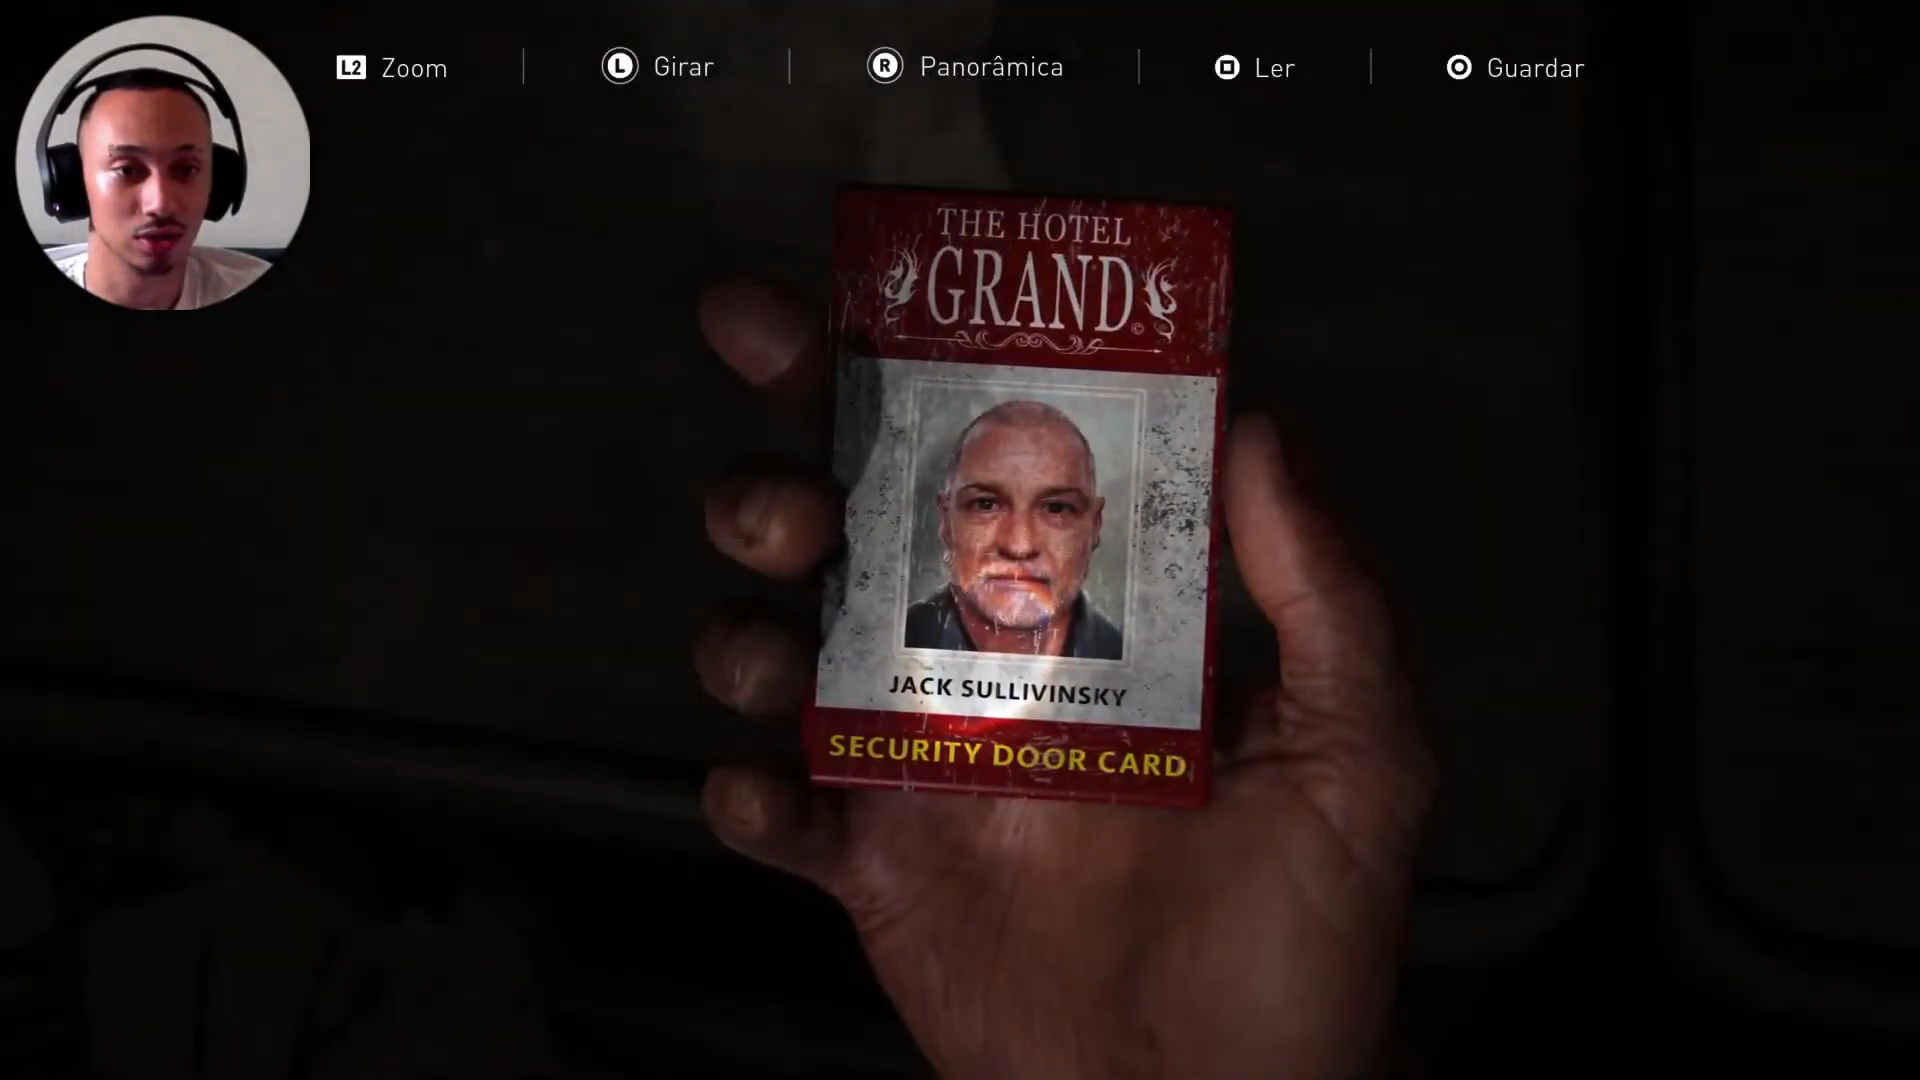 L2 Zoom
L Girar
R Panorâmica
Ler
Guardar
THE HOTEL
GRAND
©
JACK SULLIVINSKY
SECURITY DOOR CARD